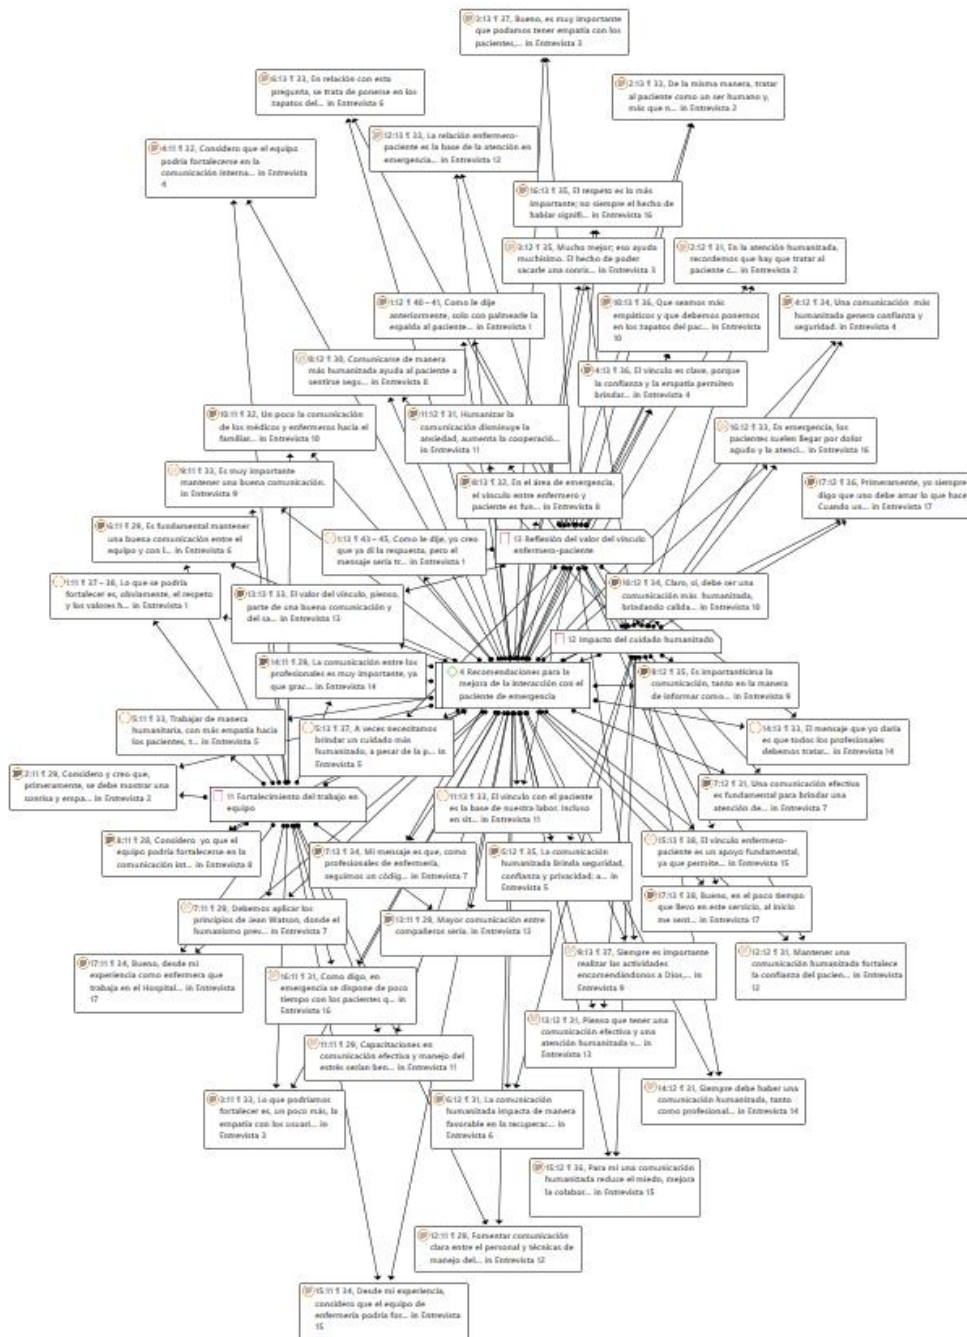 3:13 ¶ 37, Bueno, es muy importante
que podamos tener empatía con los
pacientes,... in Entrevista 3
6:13 ¶ 33, En relación con esta
pregunta, se trata de ponerse en los
zapatos del... in Entrevista 6
2:13 ¶ 33, De la misma manera, tratar
al paciente como un ser humano y,
más que n... in Entrevista 2
12:13 ¶ 33, La relación enfermero-
paciente es la base de la atención en
emergencia... in Entrevista 12
4:11 ¶ 32, Considero que el equipo
podría fortalecerse en la
comunicación interna... in Entrevista
4
16:13 ¶ 35, El respeto es lo más
importante; no siempre el hecho de
hablar signifi... in Entrevista 16
3:12 ¶ 35, Mucho mejor; eso ayuda
muchísimo. El hecho de poder
sacarle una sonris... in Entrevista 3
2:12 ¶ 31, En la atención humanizada,
recordemos que hay que tratar al
paciente c... in Entrevista 2
1:12 ¶ 40 – 41, Como le dije
anteriormente, solo con palmearle la
espalda al paciente... in Entrevista 1
10:13 ¶ 36, Que seamos más
empáticos y que debemos ponernos
en los zapatos del pac... in Entrevista
10
4:12 ¶ 34, Una comunicación más
humanizada genera confianza y
seguridad. in Entrevista 4
8:12 ¶ 30, Comunicarse de manera
más humanizada ayuda al paciente a
sentirse segu... in Entrevista 8
4:13 ¶ 36, El vínculo es clave, porque
la confianza y la empatía permiten
brindar... in Entrevista 4
10:11 ¶ 32, Un poco la comunicación
de los médicos y enfermeros hacia el
familiar... in Entrevista 10
11:12 ¶ 31, Humanizar la
comunicación disminuye la
ansiedad, aumenta la cooperació...
in Entrevista 11
16:12 ¶ 33, En emergencia, los
pacientes suelen llegar por dolor
agudo y la atenci... in Entrevista 16
9:11 ¶ 33, Es muy importante
mantener una buena comunicación.
in Entrevista 9
8:13 ¶ 32, En el área de emergencia,
el vínculo entre enfermero y
paciente es fun... in Entrevista 8
17:12 ¶ 36, Primeramente, yo siempre
digo que uno debe amar lo que hace
Cuando un... in Entrevista 17
6:11 ¶ 29, Es fundamental mantener
una buena comunicación entre el
equipo y con l... in Entrevista 6
1:13 ¶ 43 – 45, Como le dije, yo creo
que ya di la respuesta, pero el
mensaje sería tr... in Entrevista 1
13 Reflexión del valor del vínculo
enfermero-paciente
1:11 ¶ 37 – 38, Lo que se podría
fortalecer es, obviamente, el respeto
y los valores h... in Entrevista 1
13:13 ¶ 33, El valor del vínculo, pienso,
parte de una buena comunicación y
del sa... in Entrevista 13
¶ 34, Claro, sí, debe ser una
comunicación más humanizada,
brindando calida...
12 Impacto del cuidado humanizado
14:11 ¶ 29, La comunicación entre los
profesionales es muy importante, ya
que grac... in Entrevista 14
4 Recomendaciones para la
mejora de la interacción con el
paciente de emergencia
9:12 ¶ 35, Es importantísima la
comunicación, tanto en la manera
de informar como... in Entrevista 9
5:11 ¶ 33, Trabajar de manera
humanitaria, con más empatía hacia
los pacientes, t... in Entrevista 5
5:13 ¶ 37, A veces necesitamos
brindar un cuidado más
humanizado, a pesar de la p... in
Entrevista 5
14:13 ¶ 33, El mensaje que yo daría
es que todos los profesionales
debemos tratar... in Entrevista 14
2:11 ¶ 29, Considero y creo que,
primeramente, se debe mostrar una
sonrisa y empa... in Entrevista 2
11 Fortalecimiento del trabajo en
equipo
11:13 ¶ 33, El vínculo con el paciente
es la base de nuestra labor. Incluso
en sit... in Entrevista 11
7:12 ¶ 31, Una comunicación efectiva
es fundamental para brindar una
atención de... in Entrevista 7
8:11 ¶ 28, Considero yo que el
equipo podría fortalecerse en la
comunicación int... in Entrevista 8
7:13 ¶ 34, Mi mensaje es que, como
profesionales de enfermería,
seguimos un códig... in Entrevista 7
5:12 ¶ 35, La comunicación
humanizada brinda seguridad,
confianza y privacidad; a... in
Entrevista 5
15:13 ¶ 38, El vínculo enfermero-
paciente es un apoyo fundamental,
ya que permite... in Entrevista 15
17:13 ¶ 38, Bueno, en el poco tiempo
que llevo en este servicio, al inicio
me sent... in Entrevista 17
7:11 ¶ 29, Debemos aplicar los
principios de Jean Watson, donde el
humanismo prev... in Entrevista 7
13:11 ¶ 29, Mayor comunicación entre
compañeros sería. in Entrevista 13
9:13 ¶ 37, Siempre es importante
realizar las actividades
encomendándonos a Dios,... in
Entrevista 9
12:12 ¶ 31, Mantener una
comunicación humanizada fortalece
la confianza del pacien... in Entrevista
12
17:11 ¶ 34, Bueno, desde mi
experiencia como enfermera que
trabaja en el Hospital... in Entrevista
17
16:11 ¶ 31, Como digo, en
emergencia se dispone de poco
tiempo con los pacientes q... in
Entrevista 16
13:12 ¶ 31, Pienso que tener una
comunicación efectiva y una
atención humanizada v... in
Entrevista 13
11:11 ¶ 29, Capacitaciones en
comunicación efectiva y manejo del
estrés serían ben... in Entrevista 11
14:12 ¶ 31, Siempre debe haber una
comunicación humanizada, tanto
como profesional... in Entrevista 14
3:11 ¶ 33, Lo que podríamos
fortalecer es, un poco más, la
empatía con los usuari... in
Entrevista 3
6:12 ¶ 31, La comunicación
humanizada impacta de manera
favorable en la recuperac... in
Entrevista 6
15:12 ¶ 36, Para mí una comunicación
humanizada reduce el miedo, mejora
la colabor... in Entrevista 15
12:11 ¶ 29, Fomentar comunicación
clara entre el personal y técnicas de
manejo del... in Entrevista 12
15:11 ¶ 34, Desde mi experiencia,
considero que el equipo de
enfermería podría for... in Entrevista
15